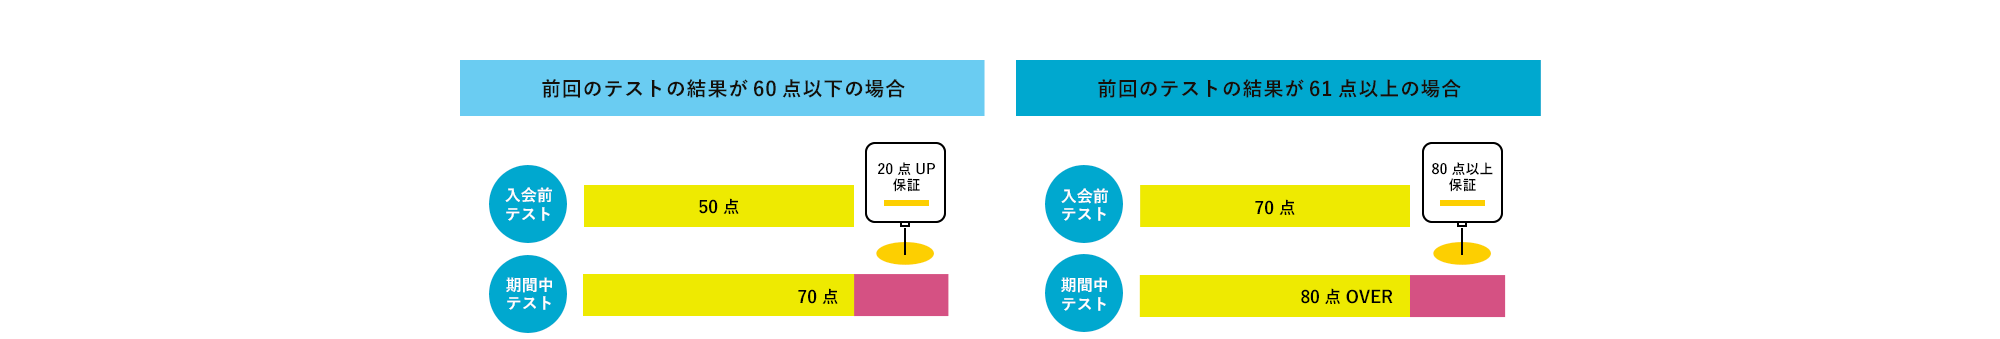 前回のテストの結果が 60 点以下の場合
入会前
テスト
50 点
20 点 UP
保証
期間中
テスト
70 点
前回のテストの結果が 61 点以上の場合
入会前
テスト
70 点
80 点以上
保証
期間中
テスト
80 点 OVER